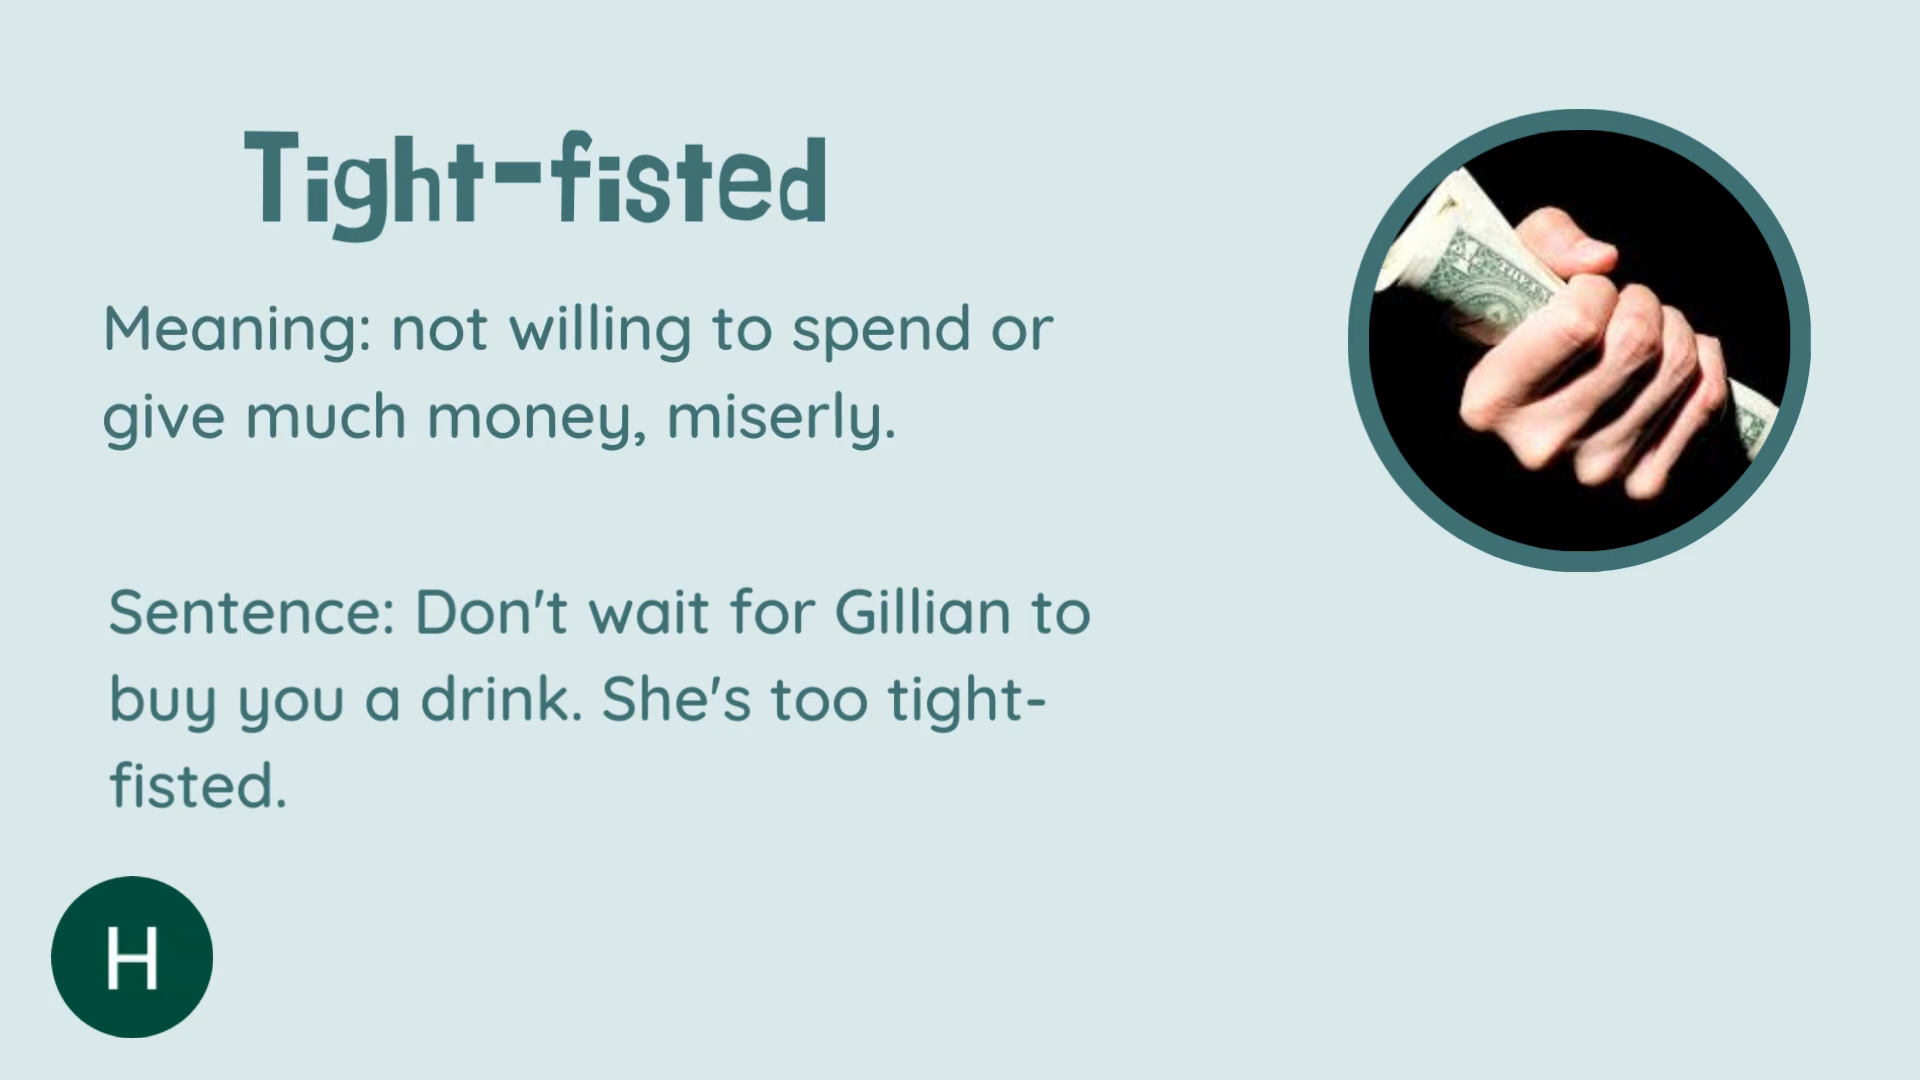 Tight-fisted
Meaning: not willing to spend or
give much money, miserly.
Sentence: Don't wait for Gillian to
buy you a drink. She's too tight-
fisted.
H